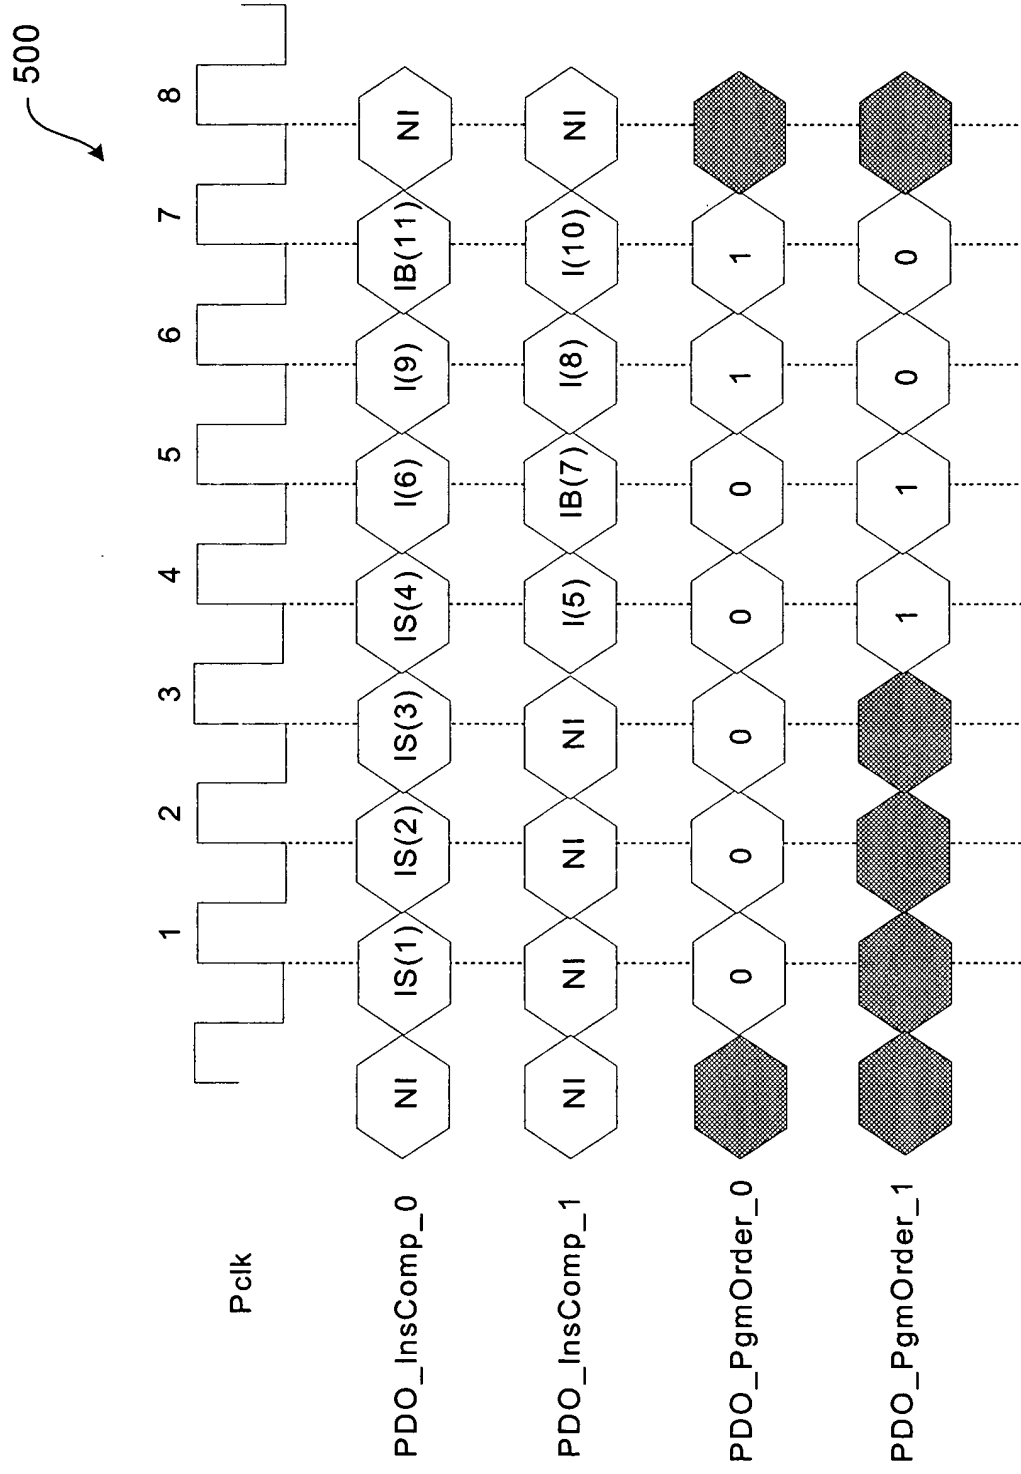 500
1 2 3 4 5 6 7 8
Pclk
PDO_InsComp_0 NI IS(1) IS(2) IS(3) IS(4) I(6) I(9) IB(11) NI
PDO_InsComp_1 NI NI NI NI I(5) IB(7) I(8) I(10) NI
PDO_PgmOrder_0 0 0 0 0 0 1 1
PDO_PgmOrder_1 1 1 0 0